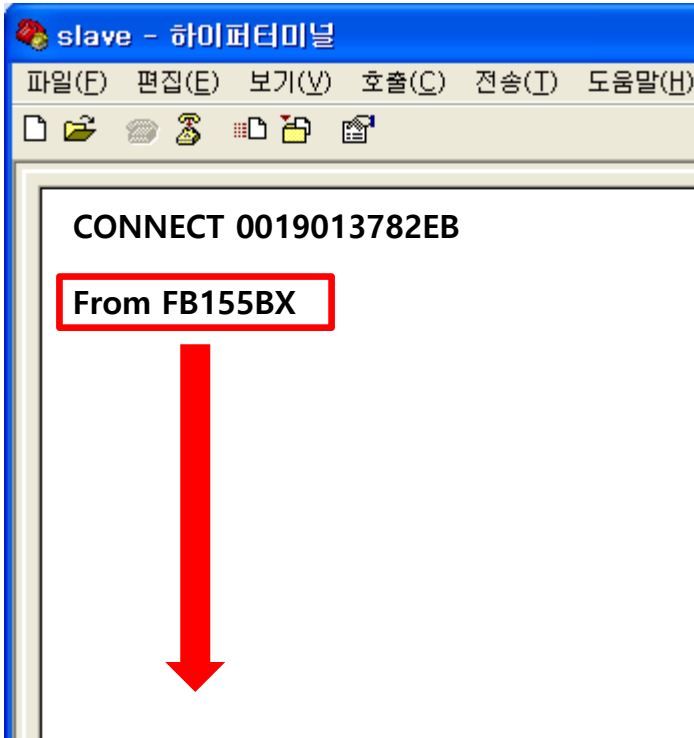 slave - 하이퍼터미널
파일(F) 편집(E) 보기(V) 호출(C) 전송(T) 도움말(H)
CONNECT 0019013782EB
From FB155BX